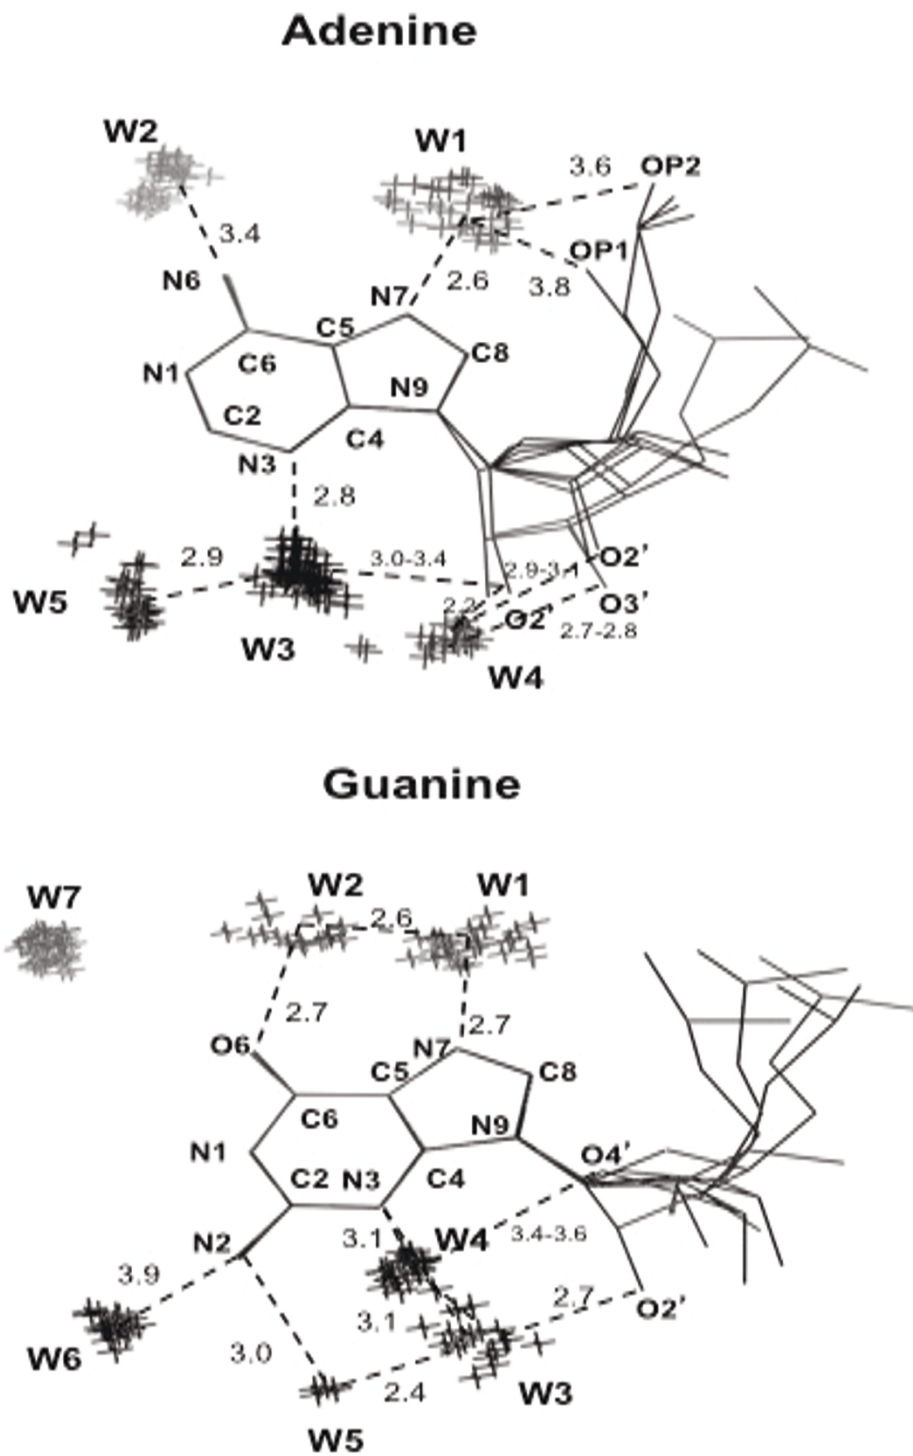 Adenine
W2
W1
3.6
OP2
3.4
OP1
N6
2.6
3.8
N7
C5
C8
N1
C6
N9
C2
C4
N3
2.8
2.9
3.0-3.4
2.9-3.1
O2'
W5
2.2
O2'
O3'
W3
2.7-2.8
W4
Guanine
W7
W2
W1
2.6
2.7
2.7
O6
N7
C5
C8
C6
N9
N1
O4'
C2
N3
C4
N2
3.1
W4
3.4-3.6
3.9
2.7
O2'
3.1
W6
3.0
2.4
W3
W5